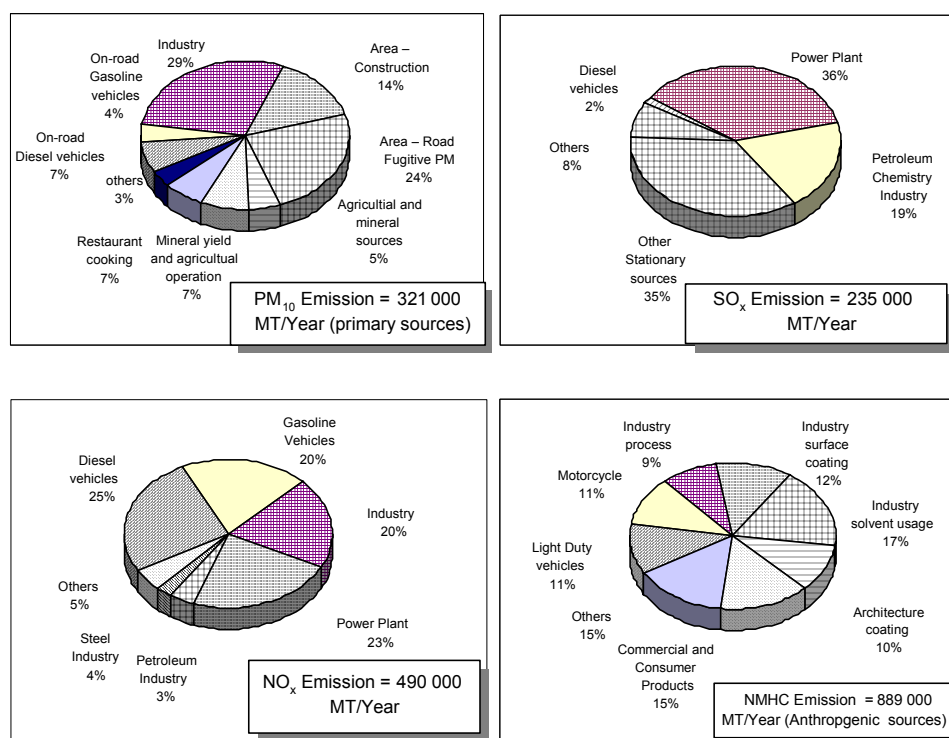 Industry
29%
On-road
Gasoline
vehicles
4%
On-road
Diesel vehicles
7%
others
3%
Restaurant
cooking
7%
Mineral yield
and agricultual
operation
7%
Area –
Construction
14%
Area – Road
Fugitive PM
24%
Agricultial and
mineral
sources
5%
PM10 Emission = 321 000
MT/Year (primary sources)
Diesel
vehicles
2%
Others
8%
Power Plant
36%
Petroleum
Chemistry
Industry
19%
Other
Stationary
sources
35%
SOx Emission = 235 000
MT/Year
Gasoline
Vehicles
20%
Diesel
vehicles
25%
Industry
20%
Others
5%
Steel
Industry
4%
Petroleum
Industry
3%
Power Plant
23%
NOx Emission = 490 000
MT/Year
Industry
process
9%
Industry
surface
coating
12%
Motorcycle
11%
Industry
solvent usage
17%
Light Duty
vehicles
11%
Others
15%
Commercial and
Consumer
Products
15%
Architecture
coating
10%
NMHC Emission = 889 000
MT/Year (Anthropgenic sources)